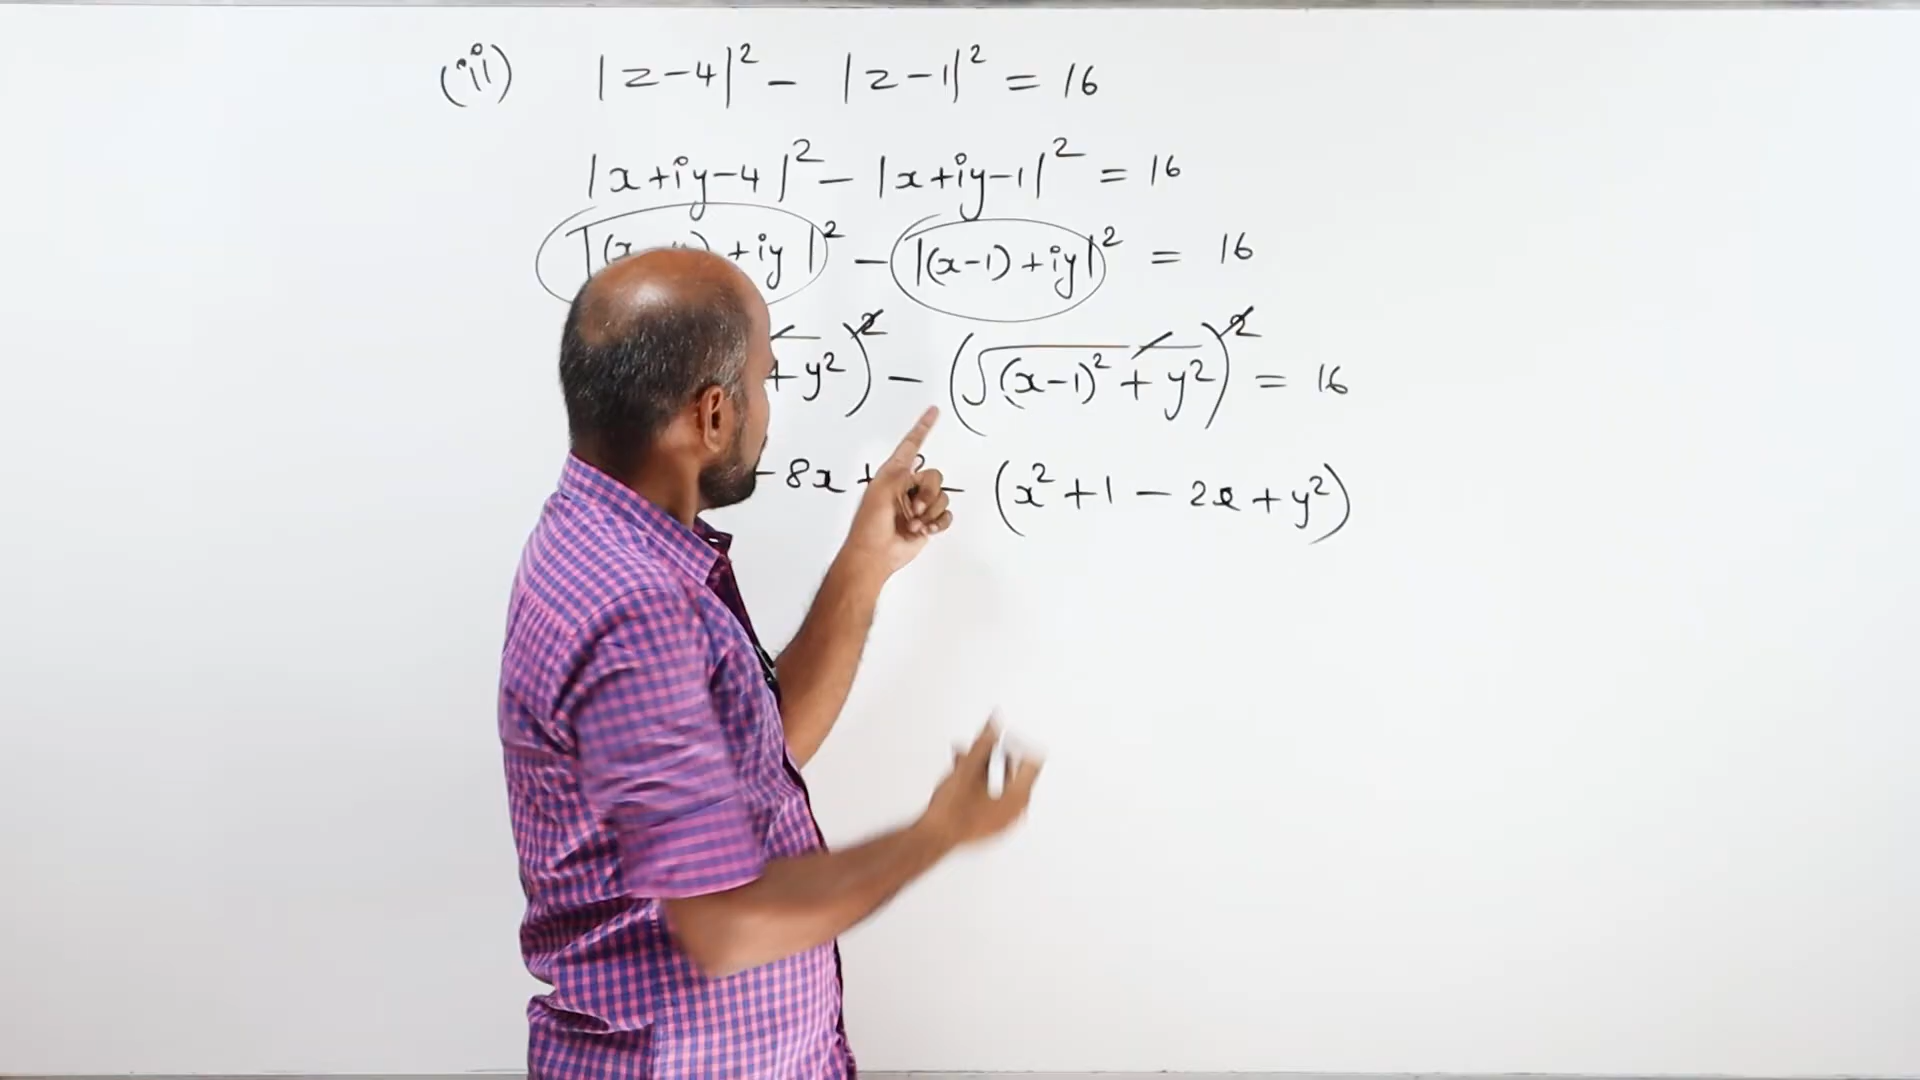 (ii) |z-4|² - |z-1|² = 16
|x+iy-4|² - |x+iy-1|² = 16
|(x +iy|² - |(x-1)+iy|² = 16
+ y²)² - (√(x-1)² + y²)² = 16
- 8x + - (x² + 1 - 2x + y²)